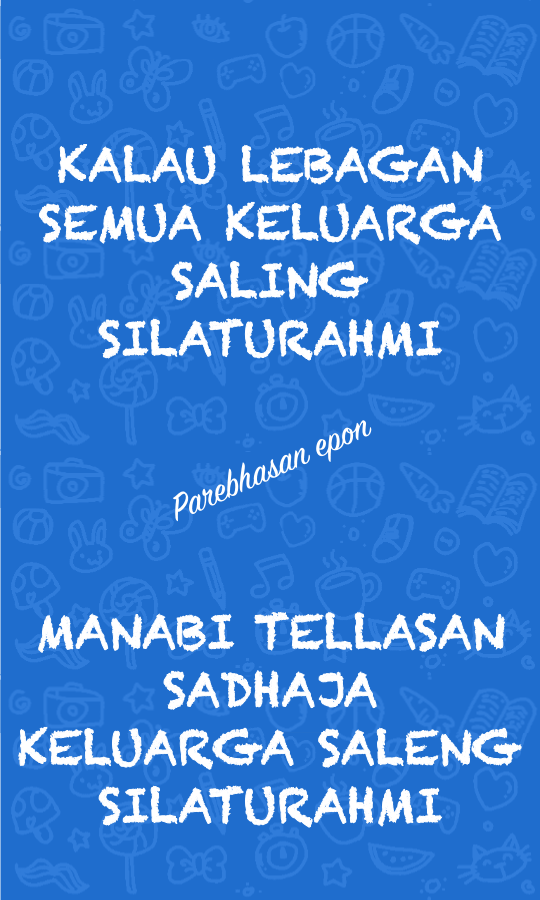 KALAU LEBAGAN
SEMUA KELUARGA
SALING
SILATURAHMI
Parebhasan epon
MANABI TELLASAN
SADHAJA
KELUARGA SALENG
SILATURAHMI